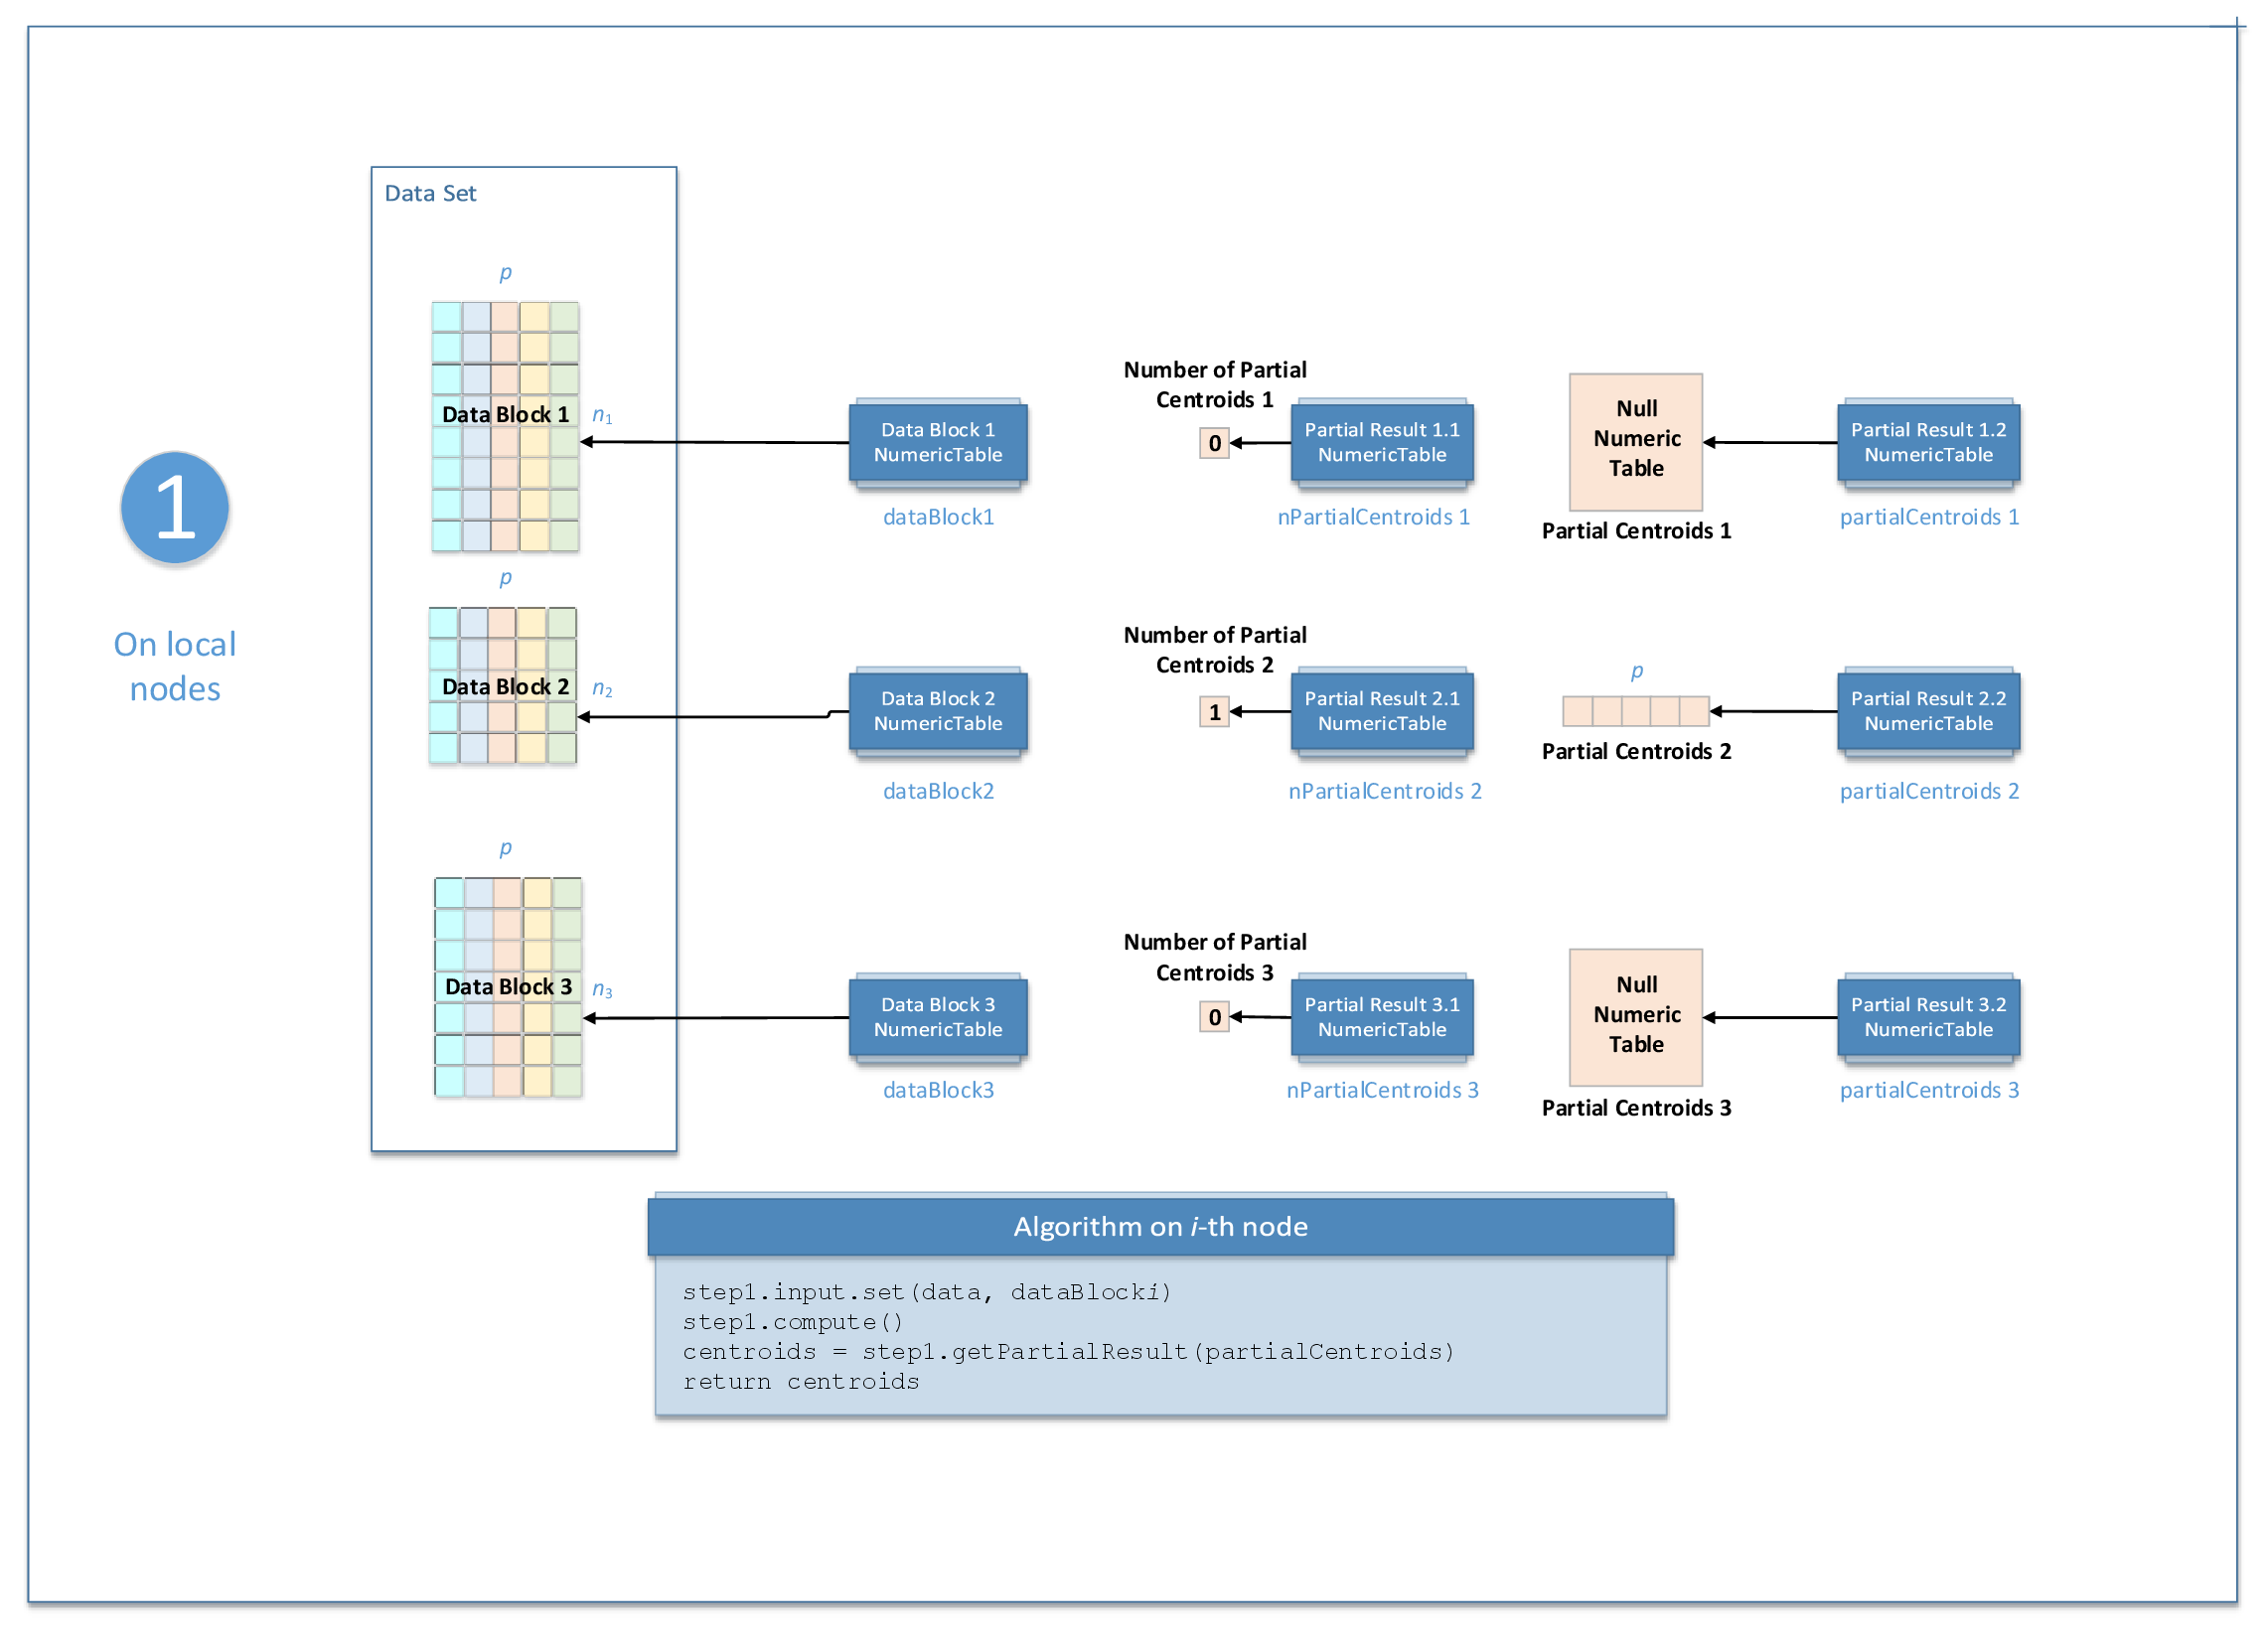 1
On local
nodes
Data Set
p
Data Block 1
n1
Data Block 1
NumericTable
dataBlock1
Number of Partial
Centroids 1
0
Partial Result 1.1
NumericTable
nPartialCentroids 1
Null
Numeric
Table
Partial Centroids 1
Partial Result 1.2
NumericTable
partialCentroids 1
p
Data Block 2
n2
Data Block 2
NumericTable
dataBlock2
Number of Partial
Centroids 2
1
Partial Result 2.1
NumericTable
nPartialCentroids 2
p
Partial Centroids 2
Partial Result 2.2
NumericTable
partialCentroids 2
p
Data Block 3
n3
Data Block 3
NumericTable
dataBlock3
Number of Partial
Centroids 3
0
Partial Result 3.1
NumericTable
nPartialCentroids 3
Null
Numeric
Table
Partial Centroids 3
Partial Result 3.2
NumericTable
partialCentroids 3
Algorithm on i-th node
step1.input.set(data, dataBlocki)
step1.compute()
centroids = step1.getPartialResult(partialCentroids)
return centroids